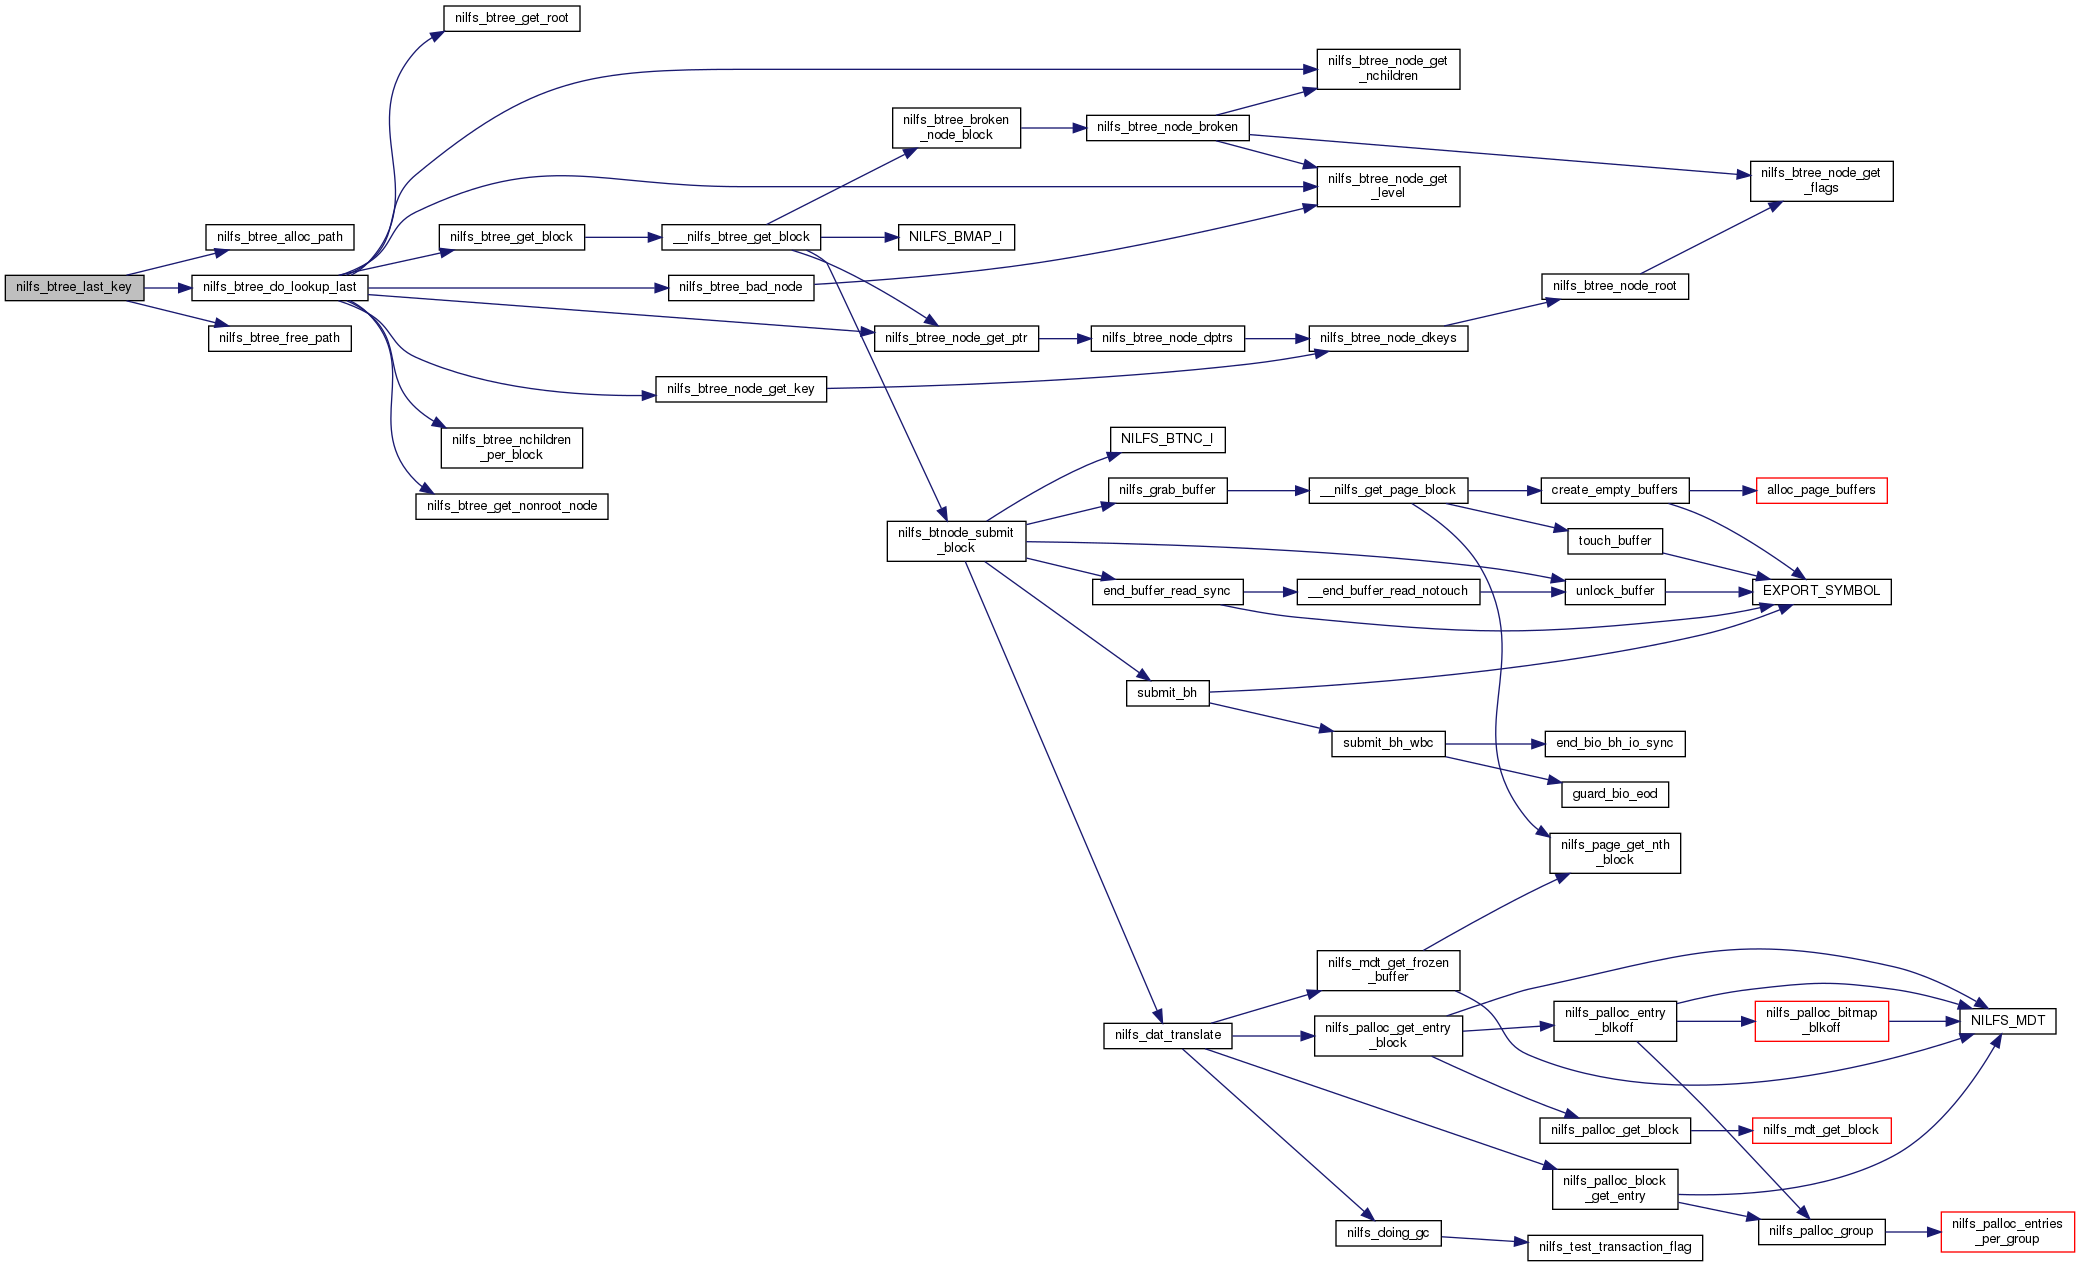 nilfs_btree_get_root
nilfs_btree_node_get
_nchildren
nilfs_btree_broken
_node_block
nilfs_btree_node_broken
nilfs_btree_node_get
_level
nilfs_btree_node_get
_flags
nilfs_btree_alloc_path
nilfs_btree_get_block
__nilfs_btree_get_block
NILFS_BMAP_I
nilfs_btree_last_key
nilfs_btree_do_lookup_last
nilfs_btree_bad_node
nilfs_btree_node_root
nilfs_btree_free_path
nilfs_btree_node_get_ptr
nilfs_btree_node_dptrs
nilfs_btree_node_dkeys
nilfs_btree_node_get_key
nilfs_btree_nchildren
_per_block
NILFS_BTNC_I
nilfs_btree_get_nonroot_node
nilfs_grab_buffer
__nilfs_get_page_block
create_empty_buffers
alloc_page_buffers
nilfs_btnode_submit
_block
touch_buffer
end_buffer_read_sync
__end_buffer_read_notouch
unlock_buffer
EXPORT_SYMBOL
submit_bh
submit_bh_wbc
end_bio_bh_io_sync
guard_bio_eod
nilfs_page_get_nth
_block
nilfs_mdt_get_frozen
_buffer
nilfs_dat_translate
nilfs_palloc_get_entry
_block
nilfs_palloc_entry
_blkoff
nilfs_palloc_bitmap
_blkoff
NILFS_MDT
nilfs_palloc_get_block
nilfs_mdt_get_block
nilfs_palloc_block
_get_entry
nilfs_doing_gc
nilfs_test_transaction_flag
nilfs_palloc_group
nilfs_palloc_entries
_per_group